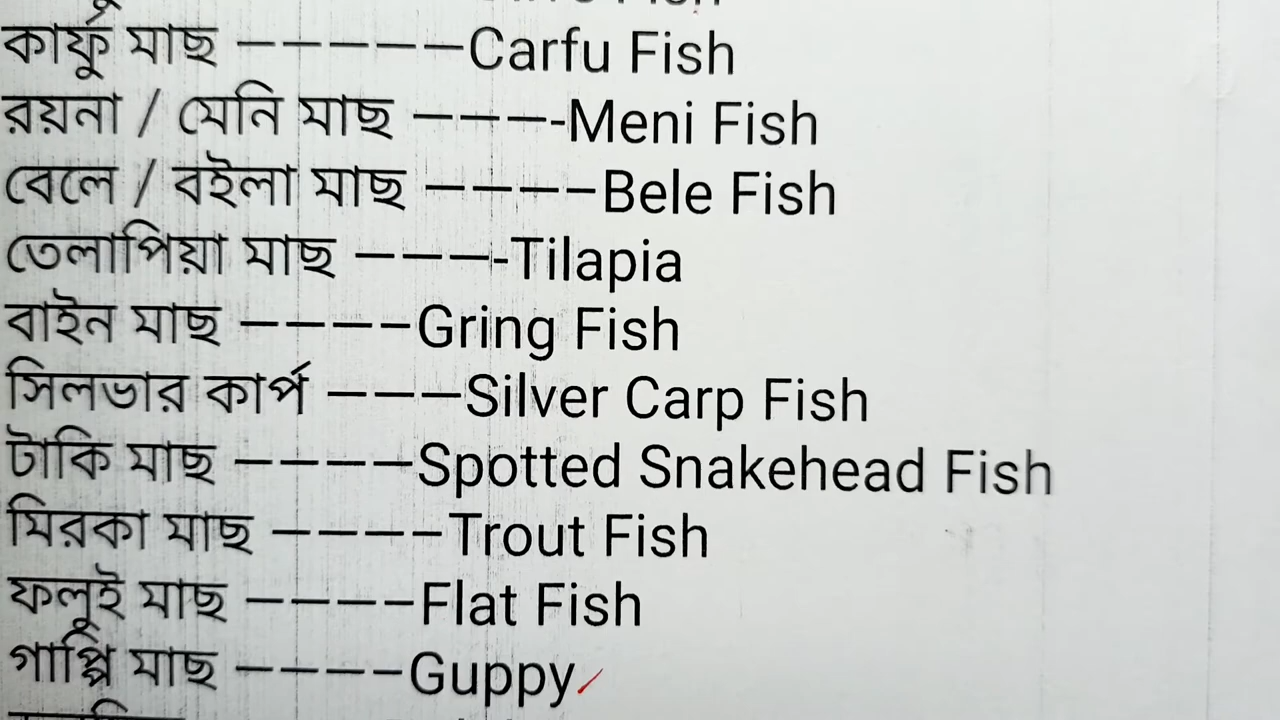 কার্ফু মাছ −−−−−Carfu Fish
রয়না / মেনি মাছ −−−-Meni Fish
বেলে / বইলা মাছ −−−−Bele Fish
তেলাপিয়া মাছ −−−-Tilapia
বাইন মাছ −−−−Gring Fish
সিলভার কার্প −−−Silver Carp Fish
টাকি মাছ −−−−Spotted Snakehead Fish
মিরকা মাছ −−−−Trout Fish
ফলুই মাছ −−−−Flat Fish
গাপ্পি মাছ −−−−Guppy